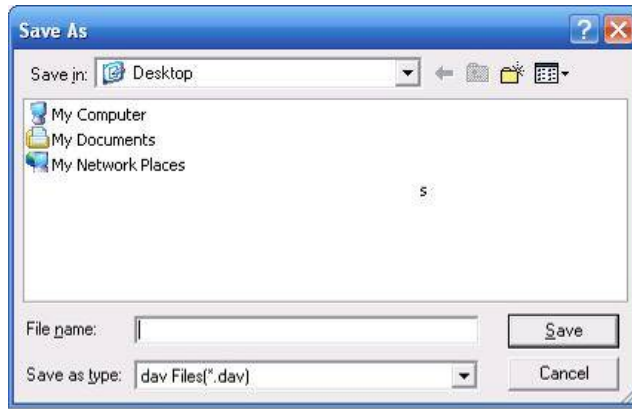 Save As
Save in: Desktop
My Computer
My Documents
My Network Places
s
File name: Save
Save as type: dav Files(*.dav) Cancel